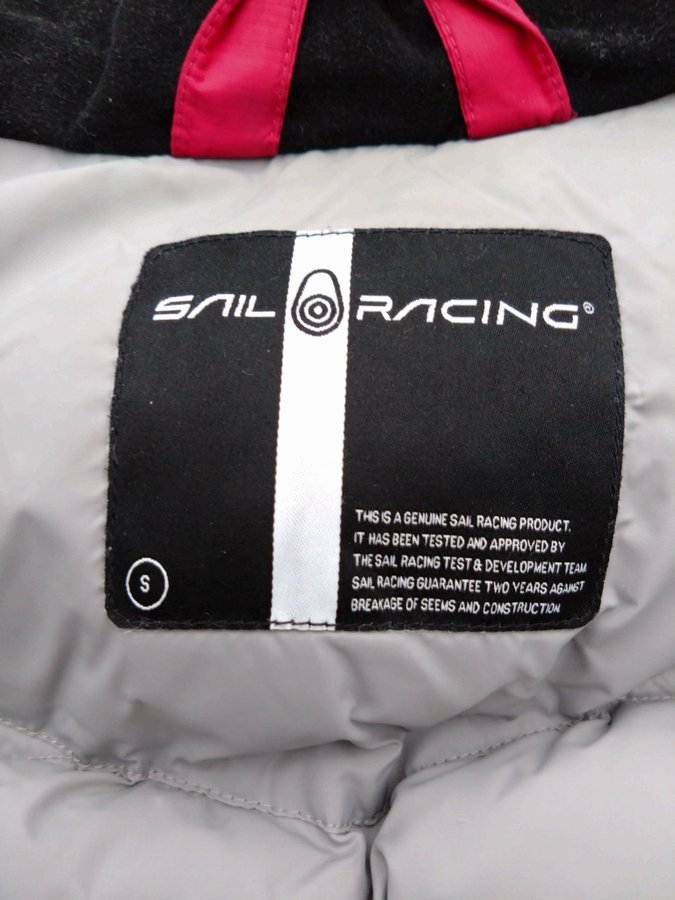 SAIL RACING®
THIS IS A GENUINE SAIL RACING PRODUCT.
IT HAS BEEN TESTED AND APPROVED BY
THE SAIL RACING TEST & DEVELOPMENT TEAM
SAIL RACING GUARANTEE TWO YEARS AGAINST
BREAKAGE OF SEEMS AND CONSTRUCTION
S